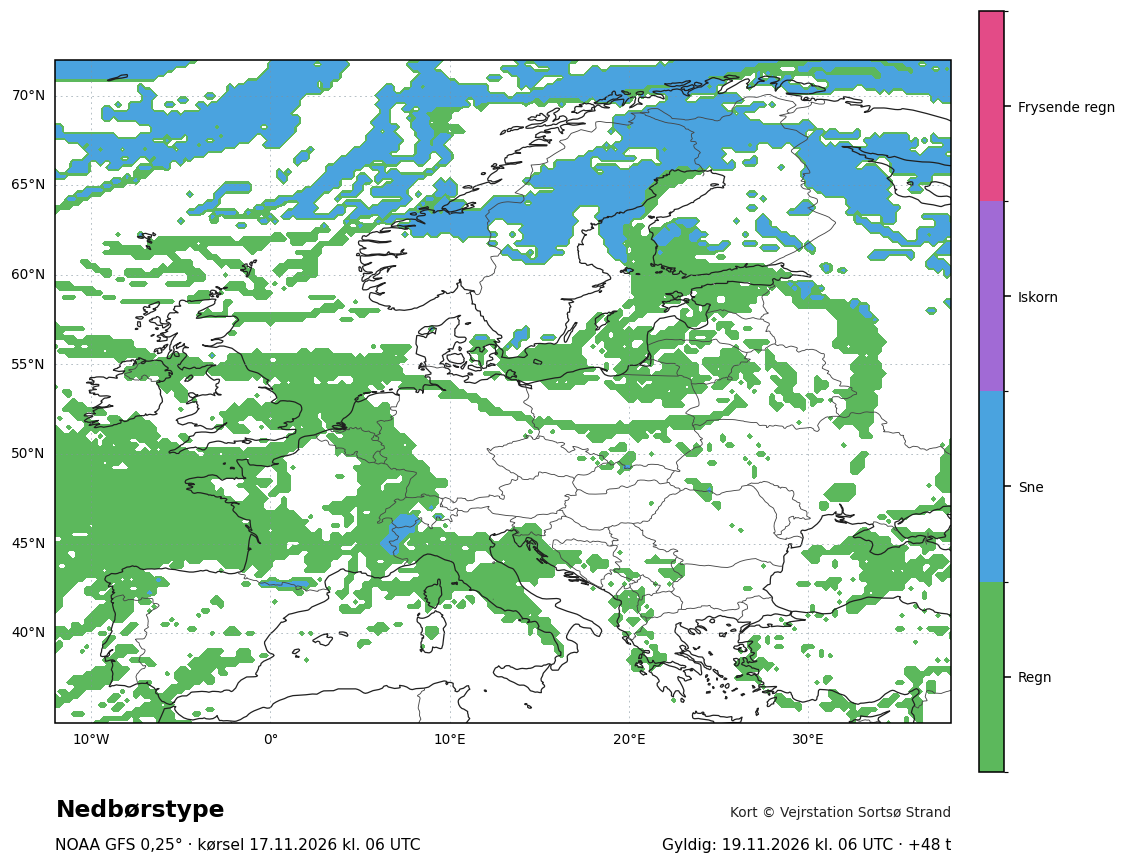 70°N
65°N
60°N
55°N
50°N
45°N
40°N
10°W
0°
10°E
20°E
30°E
Frysende regn
Iskorn
Sne
Regn
Nedbørstype
Kort © Vejrstation Sortsø Strand
NOAA GFS 0,25° · kørsel 17.11.2026 kl. 06 UTC
Gyldig: 19.11.2026 kl. 06 UTC · +48 t